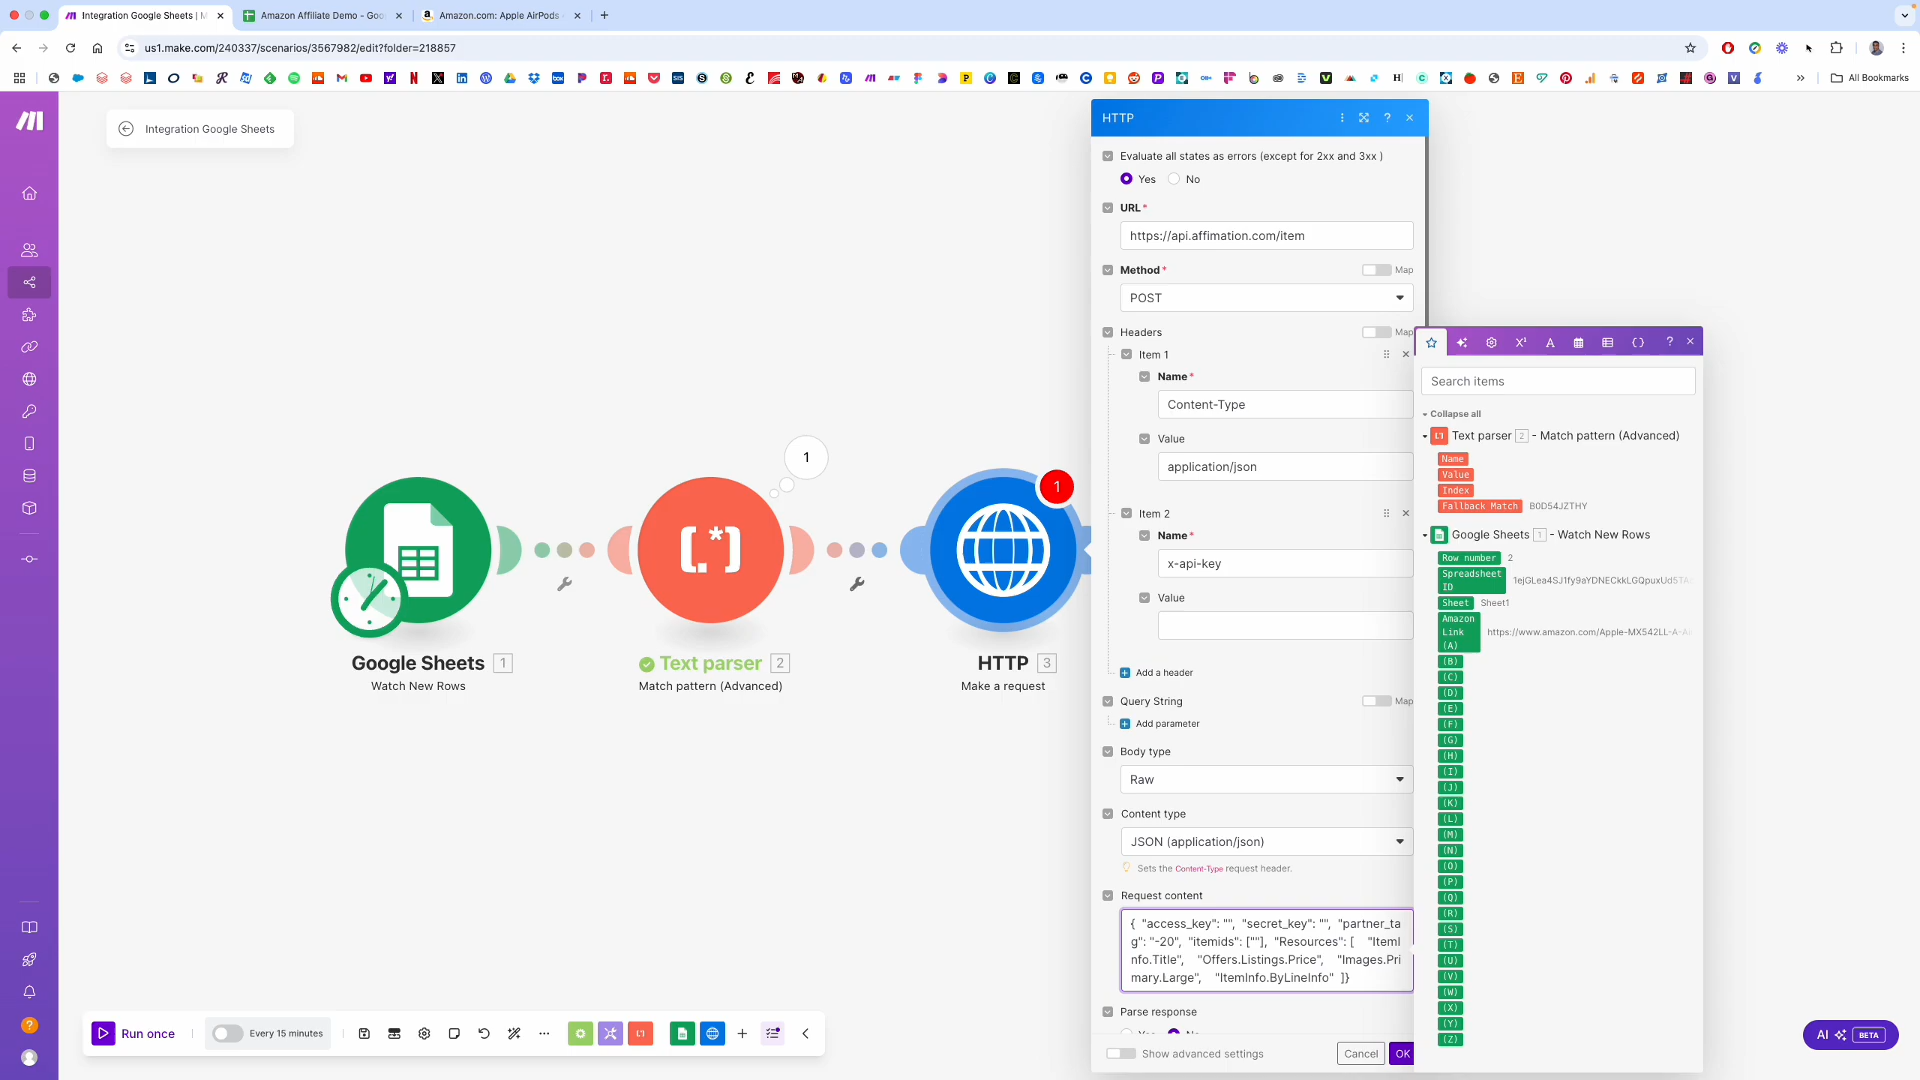 Integration Google Sheets | M
Amazon Affiliate Demo - Goo
Amazon.com: Apple AirPods
us1.make.com/240337/scenarios/3567982/edit?folder=218857
All Bookmarks
Integration Google Sheets
HTTP
Evaluate all states as errors (except for 2xx and 3xx )
Yes
No
URL*
https://api.affimation.com/item
Method*
Map
POST
Headers
Map
Item 1
Name*
Content-Type
Value
application/json
Item 2
Name*
x-api-key
Value
Add a header
Query String
Map
Add parameter
Body type
Raw
Content type
JSON (application/json)
Sets the Content-Type request header.
Request content
{ "access_key": "", "secret_key": "", "partner_ta
g": "-20", "itemids": [""], "Resources": [ "ItemI
nfo.Title", "Offers.Listings.Price", "Images.Pri
mary.Large", "ItemInfo.ByLineInfo" ]}
Parse response
Yes
No
Show advanced settings
Cancel
OK
Search items
Collapse all
Text parser 2 - Match pattern (Advanced)
Name
Value
Index
Fallback Match B0D54JZTHY
Google Sheets 1 - Watch New Rows
Row number 2
Spreadsheet
ID
1ejGLea4SJ1fy9aYDNECkkLGQpuxUd5TA
Sheet Sheet1
Amazon
Link
(A)
https://www.amazon.com/Apple-MX542LL-A-Ai
(B)
(C)
(D)
(E)
(F)
(G)
(H)
(I)
(J)
(K)
(L)
(M)
(N)
(O)
(P)
(Q)
(R)
(S)
(T)
(U)
(V)
(W)
(X)
(Y)
(Z)
1
1
Google Sheets 1
Watch New Rows
Text parser 2
Match pattern (Advanced)
HTTP 3
Make a request
Run once
Every 15 minutes
AI BETA